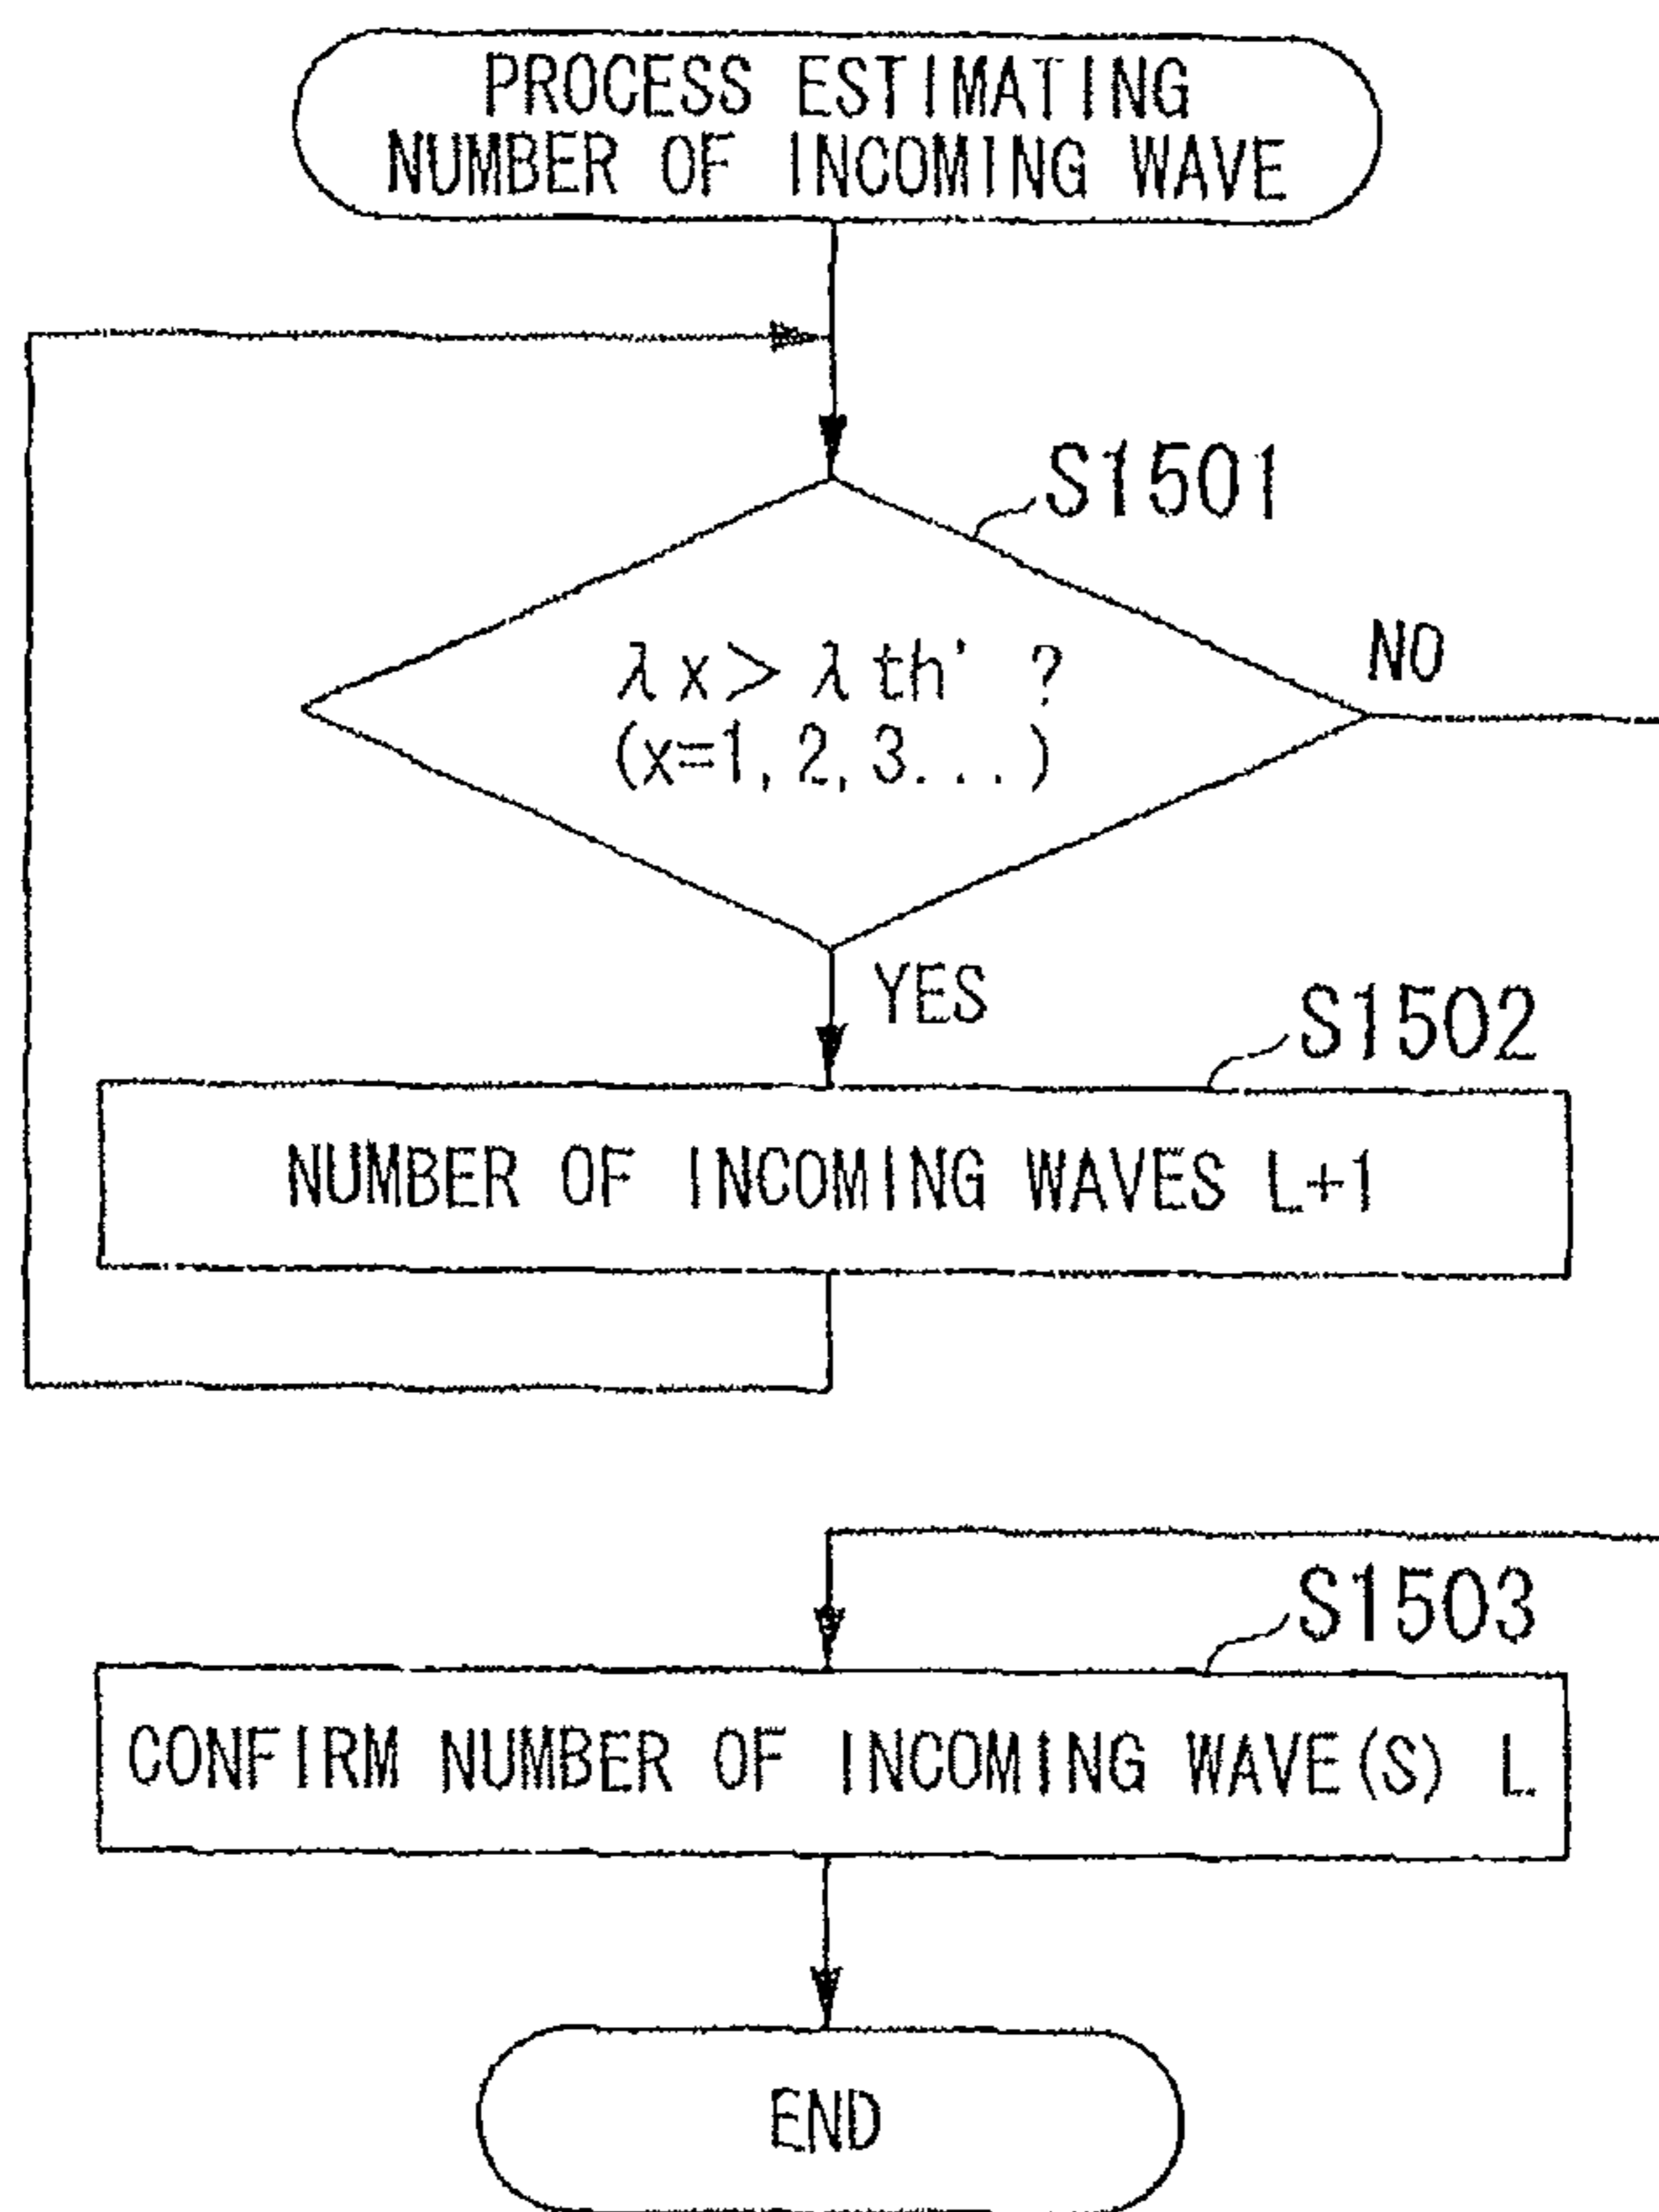 PROCESS ESTIMATING
NUMBER OF INCOMING WAVE
S1501
λx> λth' ?
(x=1, 2, 3...)
NO
YES
S1502
NUMBER OF INCOMING WAVES L+1
S1503
CONFIRM NUMBER OF INCOMING WAVE(S) L
END